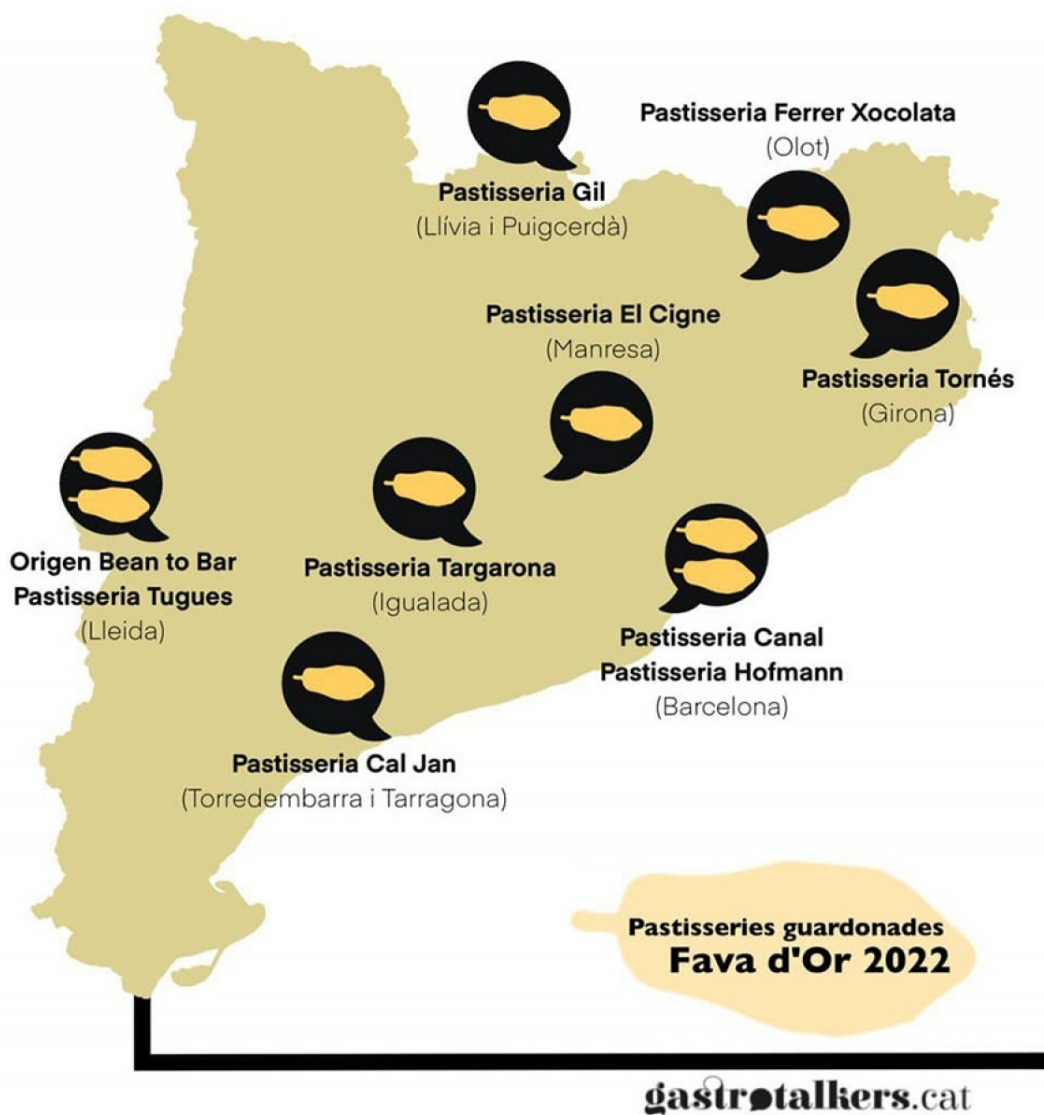 Pastisseria Ferrer Xocolata
(Olot)
Pastisseria Gil
(Llívia i Puigcerdà)
Pastisseria El Cigne
(Manresa)
Pastisseria Tornés
(Girona)
Origen Bean to Bar
Pastisseria Tugues
(Lleida)
Pastisseria Targarona
(Igualada)
Pastisseria Canal
Pastisseria Hofmann
(Barcelona)
Pastisseria Cal Jan
(Torredembarra i Tarragona)
Pastisseries guardonades
Fava d'Or 2022
gastrotalkers.cat